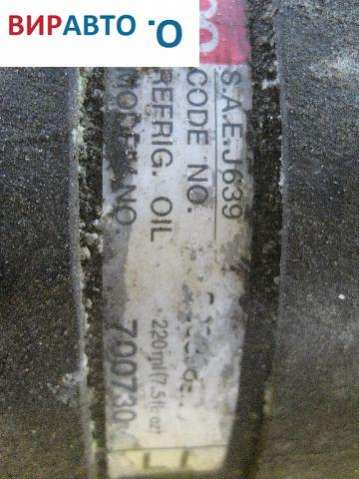 ВИРАВТО
S.A.E. J639
CODE NO.
REFRIG. OIL 220ml (7.5fl oz)
MODEL NO. 700730